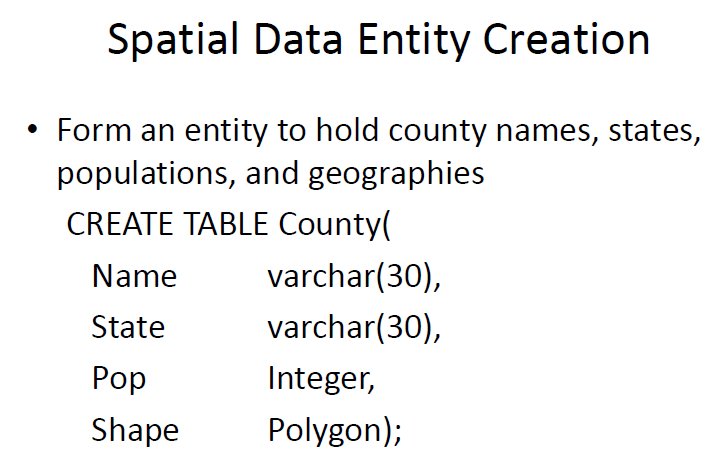 Spatial Data Entity Creation
• Form an entity to hold county names, states,
populations, and geographies
CREATE TABLE County(
Name varchar(30),
State varchar(30),
Pop Integer,
Shape Polygon);